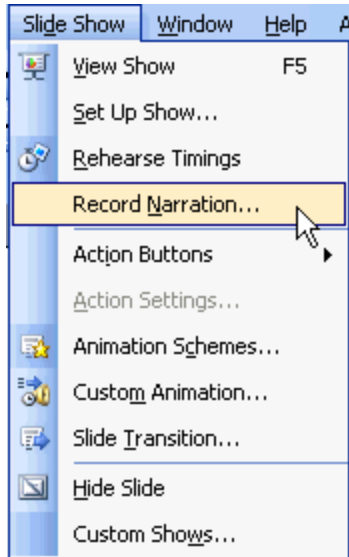 Slide Show Window Help A
View Show F5
Set Up Show...
Rehearse Timings
Record Narration...
Action Buttons
Action Settings...
Animation Schemes...
Custom Animation...
Slide Transition...
Hide Slide
Custom Shows...